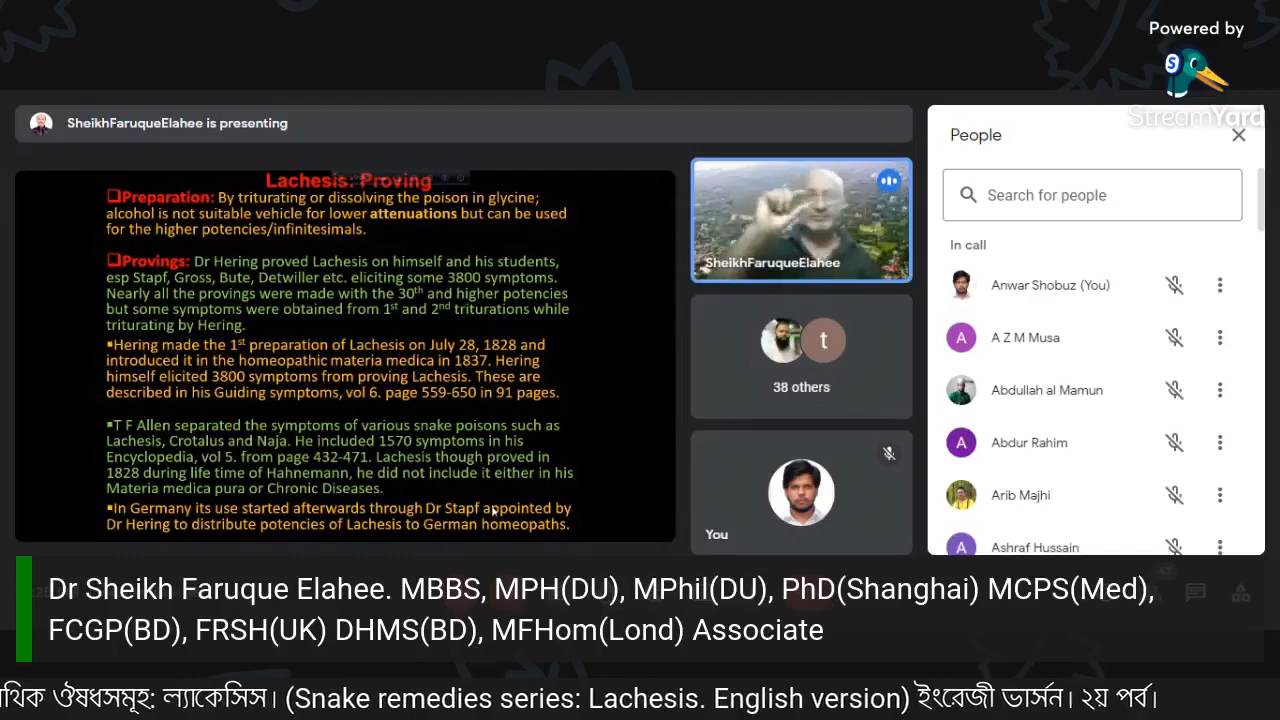 Powered by
S
StreamYard
SheikhFaruqueElahee is presenting
Lachesis: Proving
❑Preparation: By triturating or dissolving the poison in glycine;
alcohol is not suitable vehicle for lower attenuations but can be used
for the higher potencies/infinitesimals.
❑Provings: Dr Hering proved Lachesis on himself and his students,
esp Stapf, Gross, Bute, Detwiller etc. eliciting some 3800 symptoms.
Nearly all the provings were made with the 30th and higher potencies
but some symptoms were obtained from 1st and 2nd triturations while
triturating by Hering.
▪Hering made the 1st preparation of Lachesis on July 28, 1828 and
introduced it in the homeopathic materia medica in 1837. Hering
himself elicited 3800 symptoms from proving Lachesis. These are
described in his Guiding symptoms, vol 6. page 559-650 in 91 pages.
▪T F Allen separated the symptoms of various snake poisons such as
Lachesis, Crotalus and Naja. He included 1570 symptoms in his
Encyclopedia, vol 5. from page 432-471. Lachesis though proved in
1828 during life time of Hahnemann, he did not include it either in his
Materia medica pura or Chronic Diseases.
▪In Germany its use started afterwards through Dr Stapf appointed by
Dr Hering to distribute potencies of Lachesis to German homeopaths.
SheikhFaruqueElahee
t
38 others
You
People
Search for people
In call
Anwar Shobuz (You)
A
A Z M Musa
Abdullah al Mamun
A
Abdur Rahim
Arib Majhi
A
Ashraf Hussain
43
Dr Sheikh Faruque Elahee. MBBS, MPH(DU), MPhil(DU), PhD(Shanghai) MCPS(Med),
FCGP(BD), FRSH(UK) DHMS(BD), MFHom(Lond) Associate
ঔষধসমূহ: ল্যাকেসিস। (Snake remedies series: Lachesis. English version) ইংরেজী ভার্সন। ২য় পর্ব।